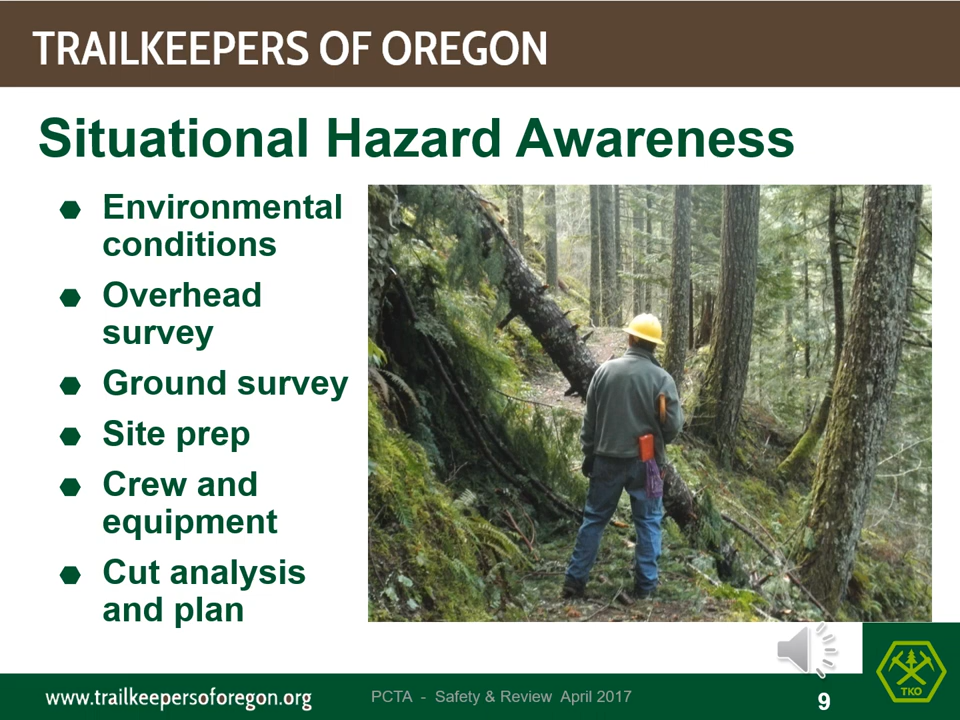 TRAILKEEPERS OF OREGON
Situational Hazard Awareness
Environmental
conditions
Overhead
survey
Ground survey
Site prep
Crew and
equipment
Cut analysis
and plan
www.trailkeepersoforegon.org
PCTA - Safety & Review April 2017
9
TKO